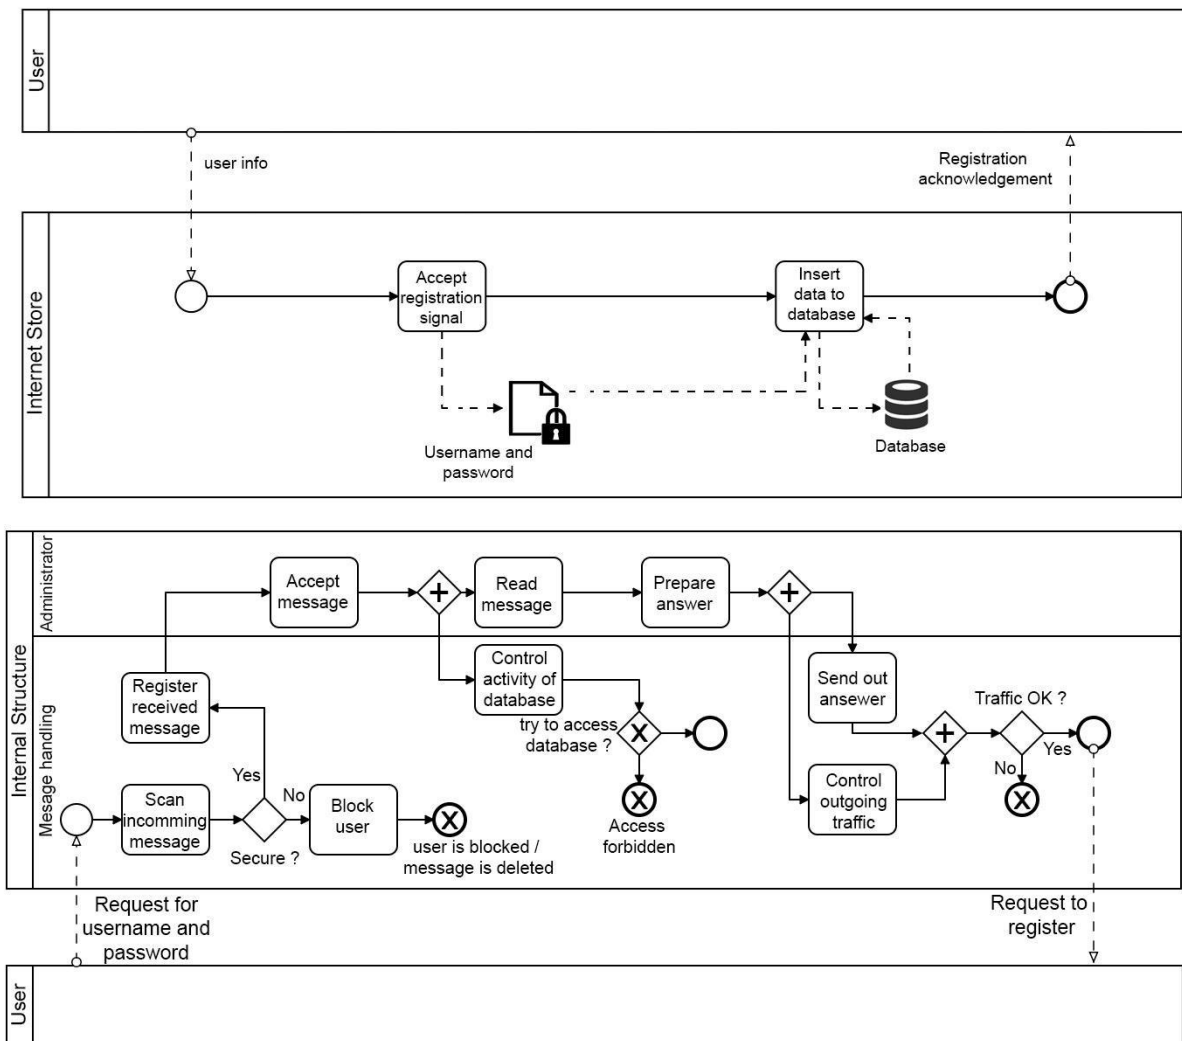 User
user info
Registration
acknowledgement
Internet Store
Accept
registration
signal
Insert
data to
database
Username and
password
Database
Internal Structure
Administrator
Accept
message
Read
message
Prepare
answer
Message handling
Register
received
message
Control
activity of
database
Send out
ansewer
Traffic OK ?
try to access
database ?
Yes
Yes
No
No
Scan
incomming
message
Secure ?
Block
user
user is blocked /
message is deleted
Access
forbidden
Control
outgoing
traffic
Request for
username and
password
Request to
register
User